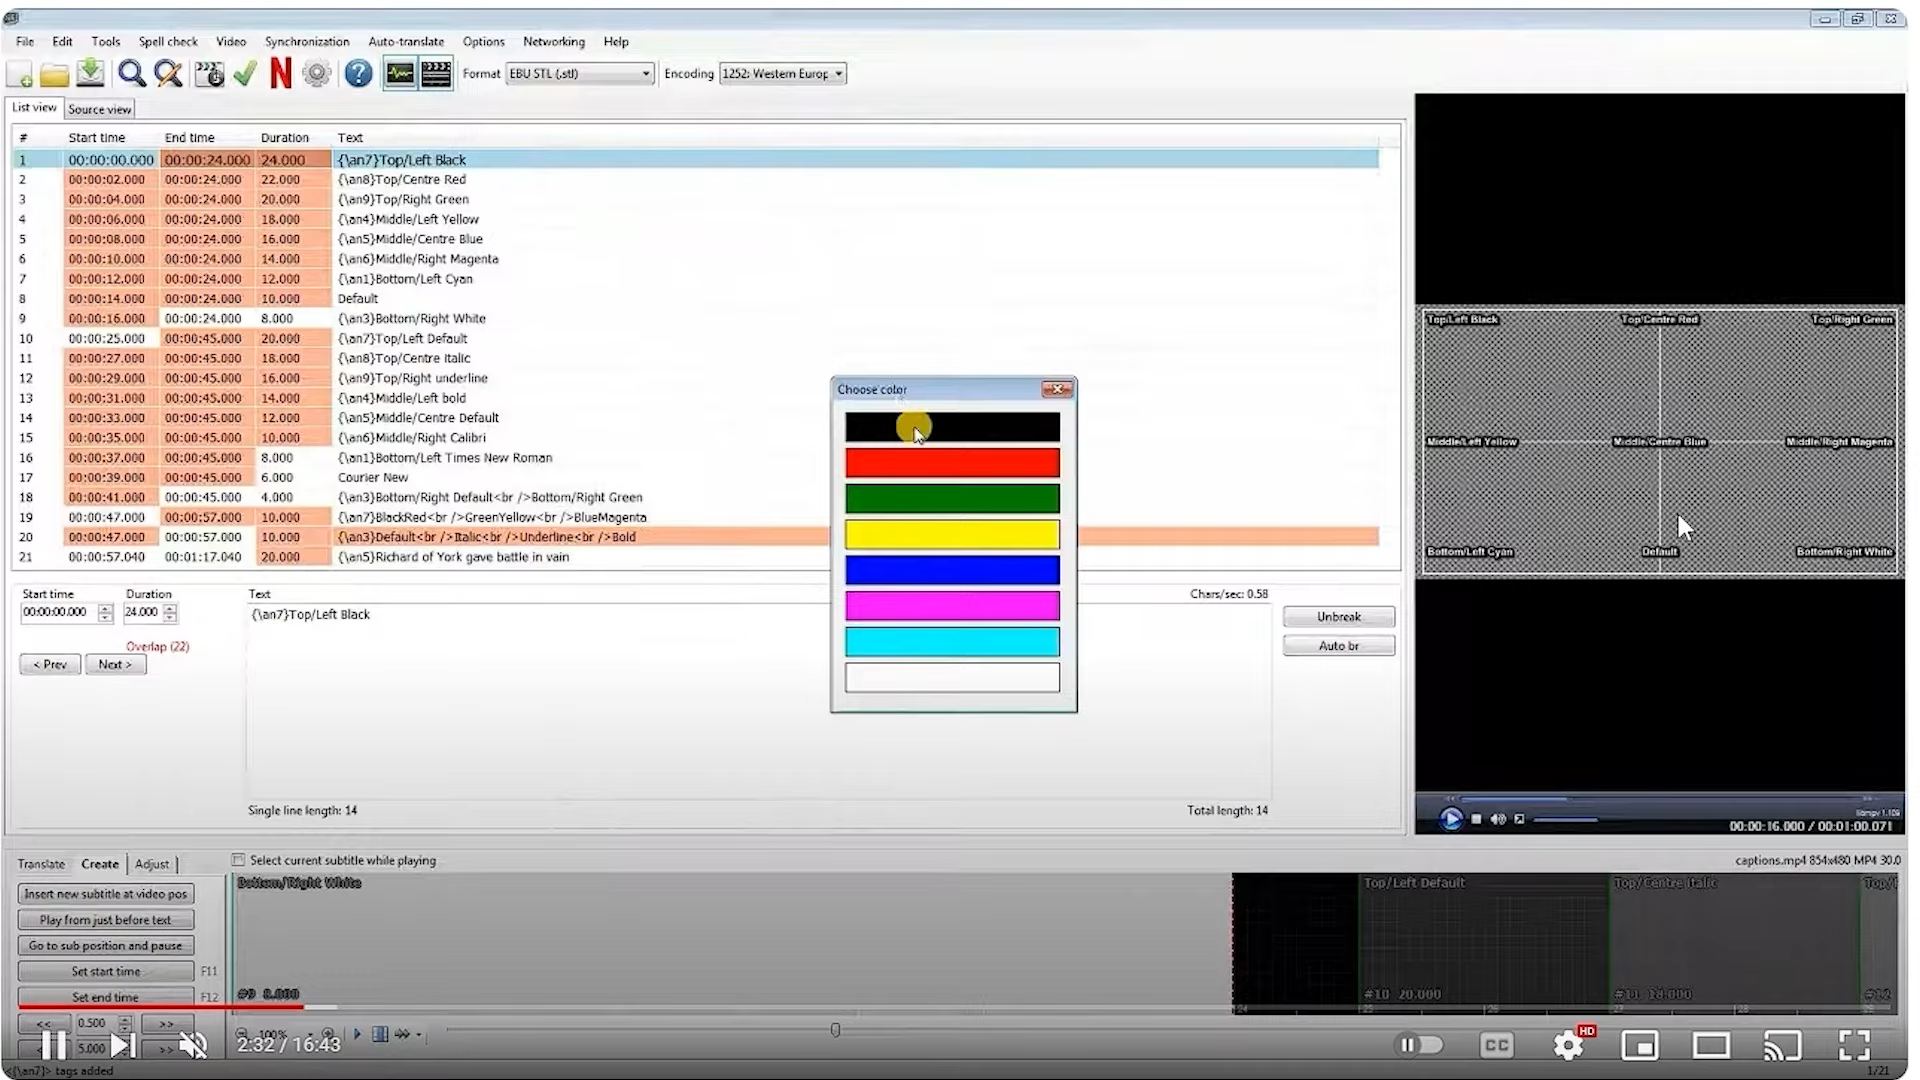 File Edit Tools Spell check Video Synchronization Auto-translate Options Networking Help
N ? Format EBU STL (.stl) Encoding 1252: Western Europ
List view Source view
# Start time End time Duration Text
1 00:00:00.000 00:00:24.000 24.000 {\an7}Top/Left Black
2 00:00:02.000 00:00:24.000 22.000 {\an8}Top/Centre Red
3 00:00:04.000 00:00:24.000 20.000 {\an9}Top/Right Green
4 00:00:06.000 00:00:24.000 18.000 {\an4}Middle/Left Yellow
5 00:00:08.000 00:00:24.000 16.000 {\an5}Middle/Centre Blue
6 00:00:10.000 00:00:24.000 14.000 {\an6}Middle/Right Magenta
7 00:00:12.000 00:00:24.000 12.000 {\an1}Bottom/Left Cyan
8 00:00:14.000 00:00:24.000 10.000 Default
9 00:00:16.000 00:00:24.000 8.000 {\an3}Bottom/Right White
10 00:00:25.000 00:00:45.000 20.000 {\an7}Top/Left Default
11 00:00:27.000 00:00:45.000 18.000 {\an8}Top/Centre Italic
12 00:00:29.000 00:00:45.000 16.000 {\an9}Top/Right underline
13 00:00:31.000 00:00:45.000 14.000 {\an4}Middle/Left bold
14 00:00:33.000 00:00:45.000 12.000 {\an5}Middle/Centre Default
15 00:00:35.000 00:00:45.000 10.000 {\an6}Middle/Right Calibri
16 00:00:37.000 00:00:45.000 8.000 {\an1}Bottom/Left Times New Roman
17 00:00:39.000 00:00:45.000 6.000 Courier New
18 00:00:41.000 00:00:45.000 4.000 {\an3}Bottom/Right Default<br />Bottom/Right Green
19 00:00:47.000 00:00:57.000 10.000 {\an7}BlackRed<br />GreenYellow<br />BlueMagenta
20 00:00:47.000 00:00:57.000 10.000 {\an3}Default<br />Italic<br />Underline<br />Bold
21 00:00:57.040 00:01:17.040 20.000 {\an5}Richard of York gave battle in vain
Choose color
Top/Left Black Top/Centre Red Top/Right Green
Middle/Left Yellow Middle/Centre Blue Middle/Right Magenta
Bottom/Left Cyan Default Bottom/Right White
Start time Duration Text Chars/sec: 0.58
00:00:00.000 24.000 {\an7}Top/Left Black Unbreak
Overlap (22) Auto br
< Prev Next >
Single line length: 14 Total length: 14
00:00:16.000 / 00:01:00.071
Translate Create Adjust Select current subtitle while playing captions.mp4 854x480 MP4 30.0
Insert new subtitle at video pos Bottom/Right White Top/Left Default Top/Centre Italic
Play from just before text
Go to sub position and pause
Set start time F11
Set end time F12 #9 8.000 #10 20.000 #11 18.000 #12
<< 0.500 >> 100%
< 5.000 > 2:32 / 16:43 CC HD
<{\an7}> tags added 1/21